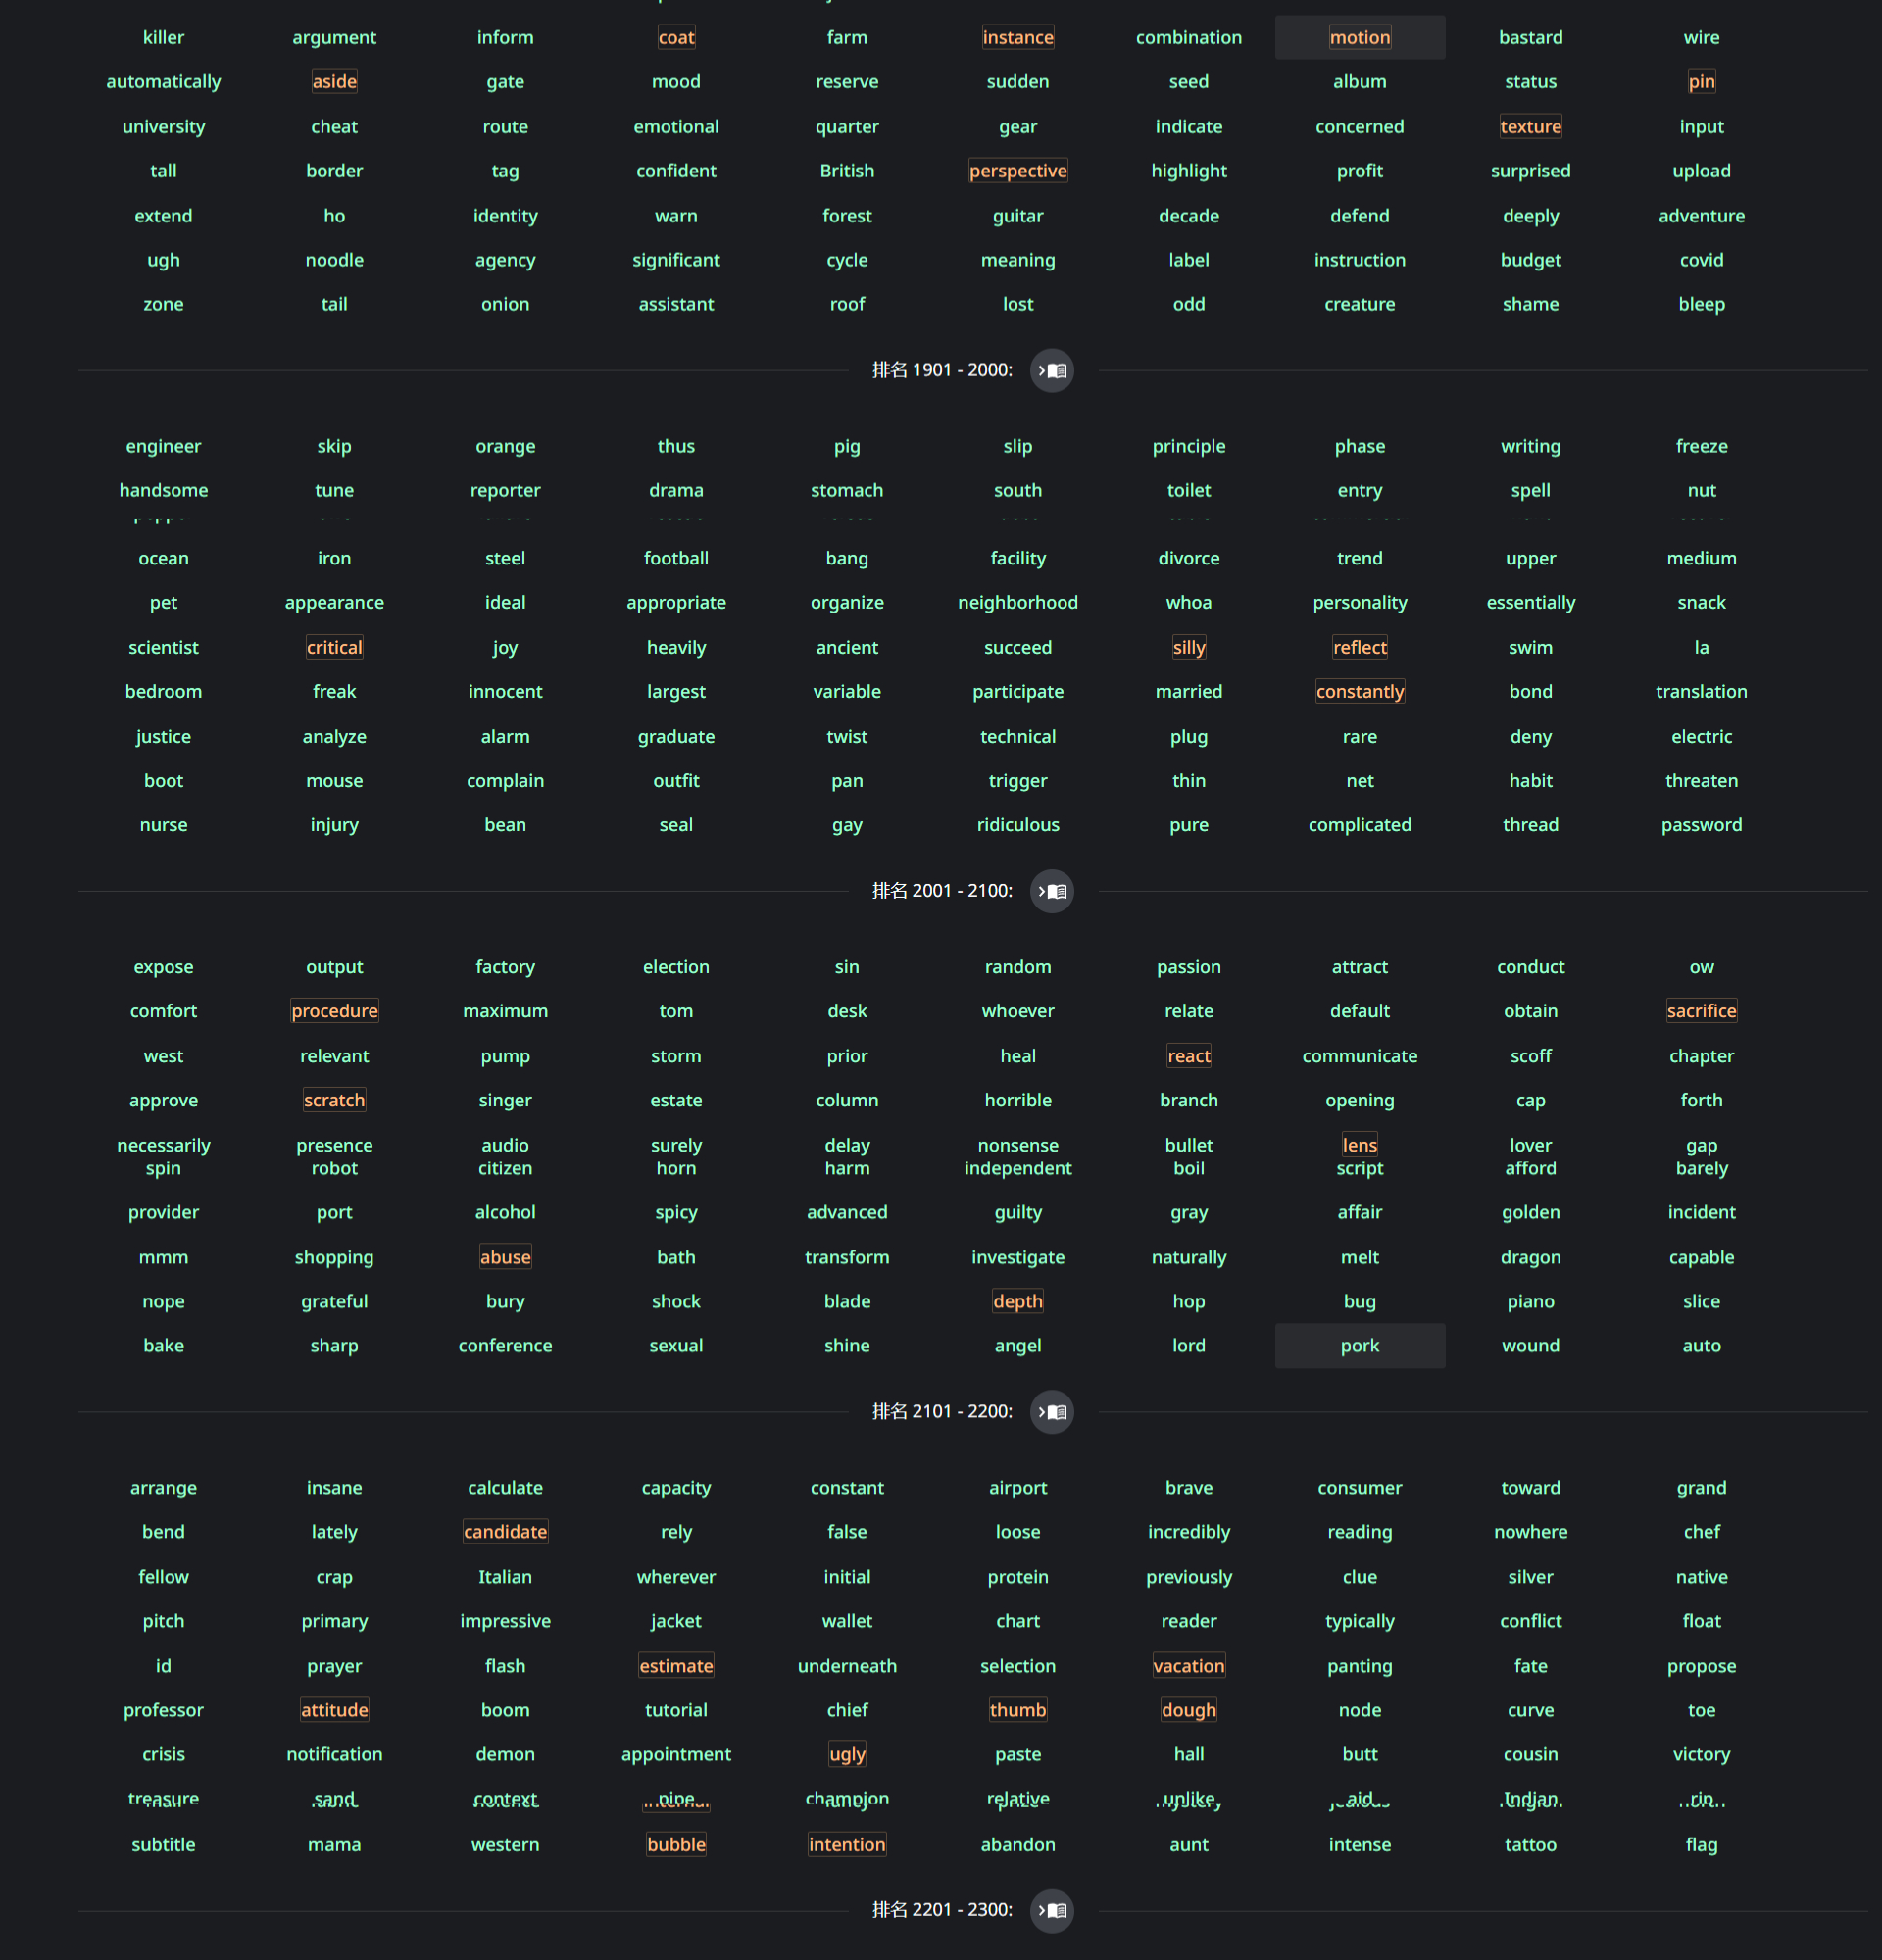 killer argument inform coat farm instance combination motion bastard wire
automatically aside gate mood reserve sudden seed album status pin
university cheat route emotional quarter gear indicate concerned texture input
tall border tag confident British perspective highlight profit surprised upload
extend ho identity warn forest guitar decade defend deeply adventure
ugh noodle agency significant cycle meaning label instruction budget covid
zone tail onion assistant roof lost odd creature shame bleep
排名 1901 - 2000:
engineer skip orange thus pig slip principle phase writing freeze
handsome tune reporter drama stomach south toilet entry spell nut
ocean iron steel football bang facility divorce trend upper medium
pet appearance ideal appropriate organize neighborhood whoa personality essentially snack
scientist critical joy heavily ancient succeed silly reflect swim la
bedroom freak innocent largest variable participate married constantly bond translation
justice analyze alarm graduate twist technical plug rare deny electric
boot mouse complain outfit pan trigger thin net habit threaten
nurse injury bean seal gay ridiculous pure complicated thread password
排名 2001 - 2100:
expose output factory election sin random passion attract conduct ow
comfort procedure maximum tom desk whoever relate default obtain sacrifice
west relevant pump storm prior heal react communicate scoff chapter
approve scratch singer estate column horrible branch opening cap forth
necessarily presence audio surely delay nonsense bullet lens lover gap
spin robot citizen horn harm independent boil script afford barely
provider port alcohol spicy advanced guilty gray affair golden incident
mmm shopping abuse bath transform investigate naturally melt dragon capable
nope grateful bury shock blade depth hop bug piano slice
bake sharp conference sexual shine angel lord pork wound auto
排名 2101 - 2200:
arrange insane calculate capacity constant airport brave consumer toward grand
bend lately candidate rely false loose incredibly reading nowhere chef
fellow crap Italian wherever initial protein previously clue silver native
pitch primary impressive jacket wallet chart reader typically conflict float
id prayer flash estimate underneath selection vacation panting fate propose
professor attitude boom tutorial chief thumb dough node curve toe
crisis notification demon appointment ugly paste hall butt cousin victory
treasure sand context pipe champion relative unlike aid Indian
subtitle mama western bubble intention abandon aunt intense tattoo flag
排名 2201 - 2300: